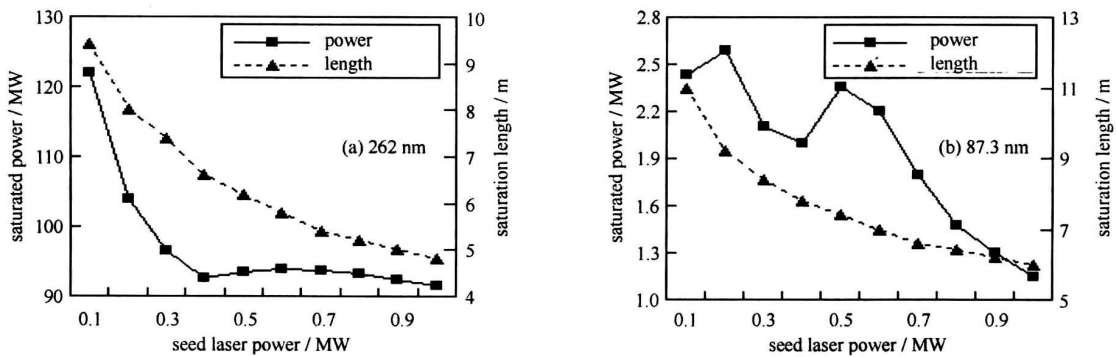 130
120
110
100
90
saturated power / MW
power
length
(a) 262 nm
10
9
8
7
6
5
4
saturation length / m
0.1 0.3 0.5 0.7 0.9
seed laser power / MW
2.8
2.5
2.2
1.9
1.6
1.3
1.0
saturated power / MW
power
length
(b) 87.3 nm
13
11
9
7
5
saturation length / m
0.1 0.3 0.5 0.7 0.9
seed laser power / MW